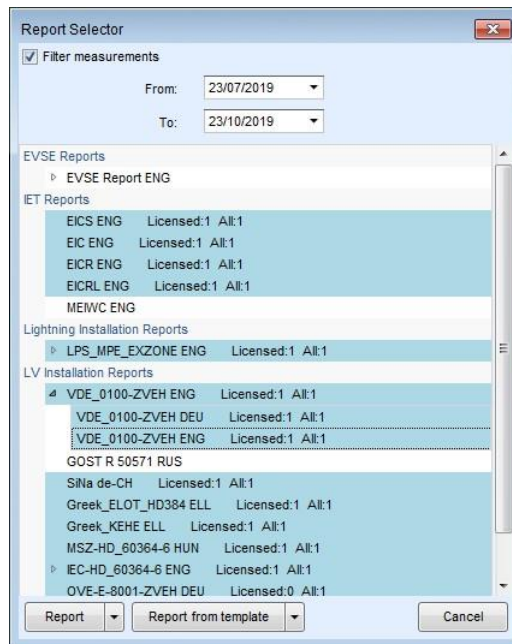 Report Selector
Filter measurements
From: 23/07/2019
To: 23/10/2019
EVSE Reports
EVSE Report ENG
IET Reports
EICS ENG Licensed:1 All:1
EIC ENG Licensed:1 All:1
EICR ENG Licensed:1 All:1
EICRL ENG Licensed:1 All:1
MEIWC ENG
Lightning Installation Reports
LPS_MPE_EXZONE ENG Licensed:1 All:1
LV Installation Reports
VDE_0100-ZVEH ENG Licensed:1 All:1
VDE_0100-ZVEH DEU Licensed:1 All:1
VDE_0100-ZVEH ENG Licensed:1 All:1
GOST R 50571 RUS
SiNa de-CH Licensed:1 All:1
Greek_ELOT_HD384 ELL Licensed:1 All:1
Greek_KEHE ELL Licensed:1 All:1
MSZ-HD_60364-6 HUN Licensed:1 All:1
IEC-HD_60364-6 ENG Licensed:1 All:1
OVE-E-8001-ZVEH DEU Licensed:0 All:1
Report Report from template Cancel